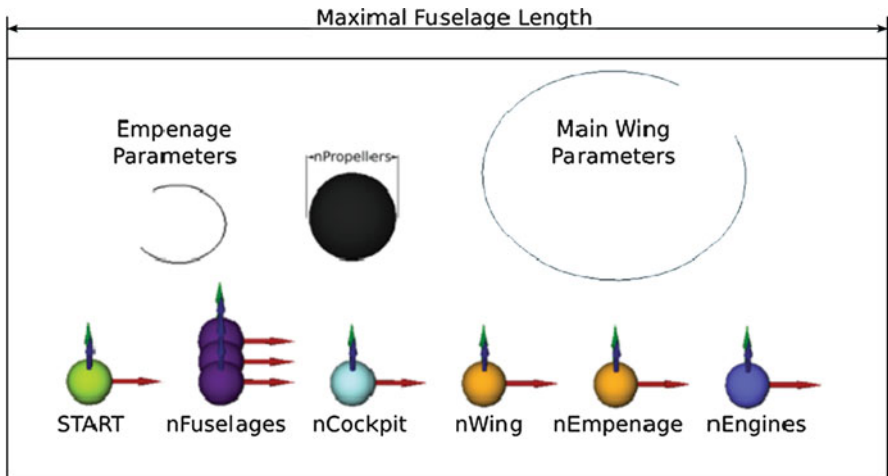 Maximal Fuselage Length
Empenage
Parameters
nPropellers
Main Wing
Parameters
START
nFuselages
nCockpit
nWing
nEmpenage
nEngines